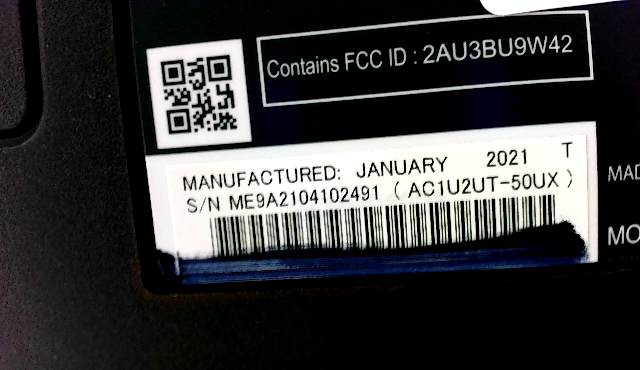 Contains FCC ID : 2AU3BU9W42
MANUFACTURED: JANUARY 2021 T
S/N ME9A2104102491 ( AC1U2UT-50UX )